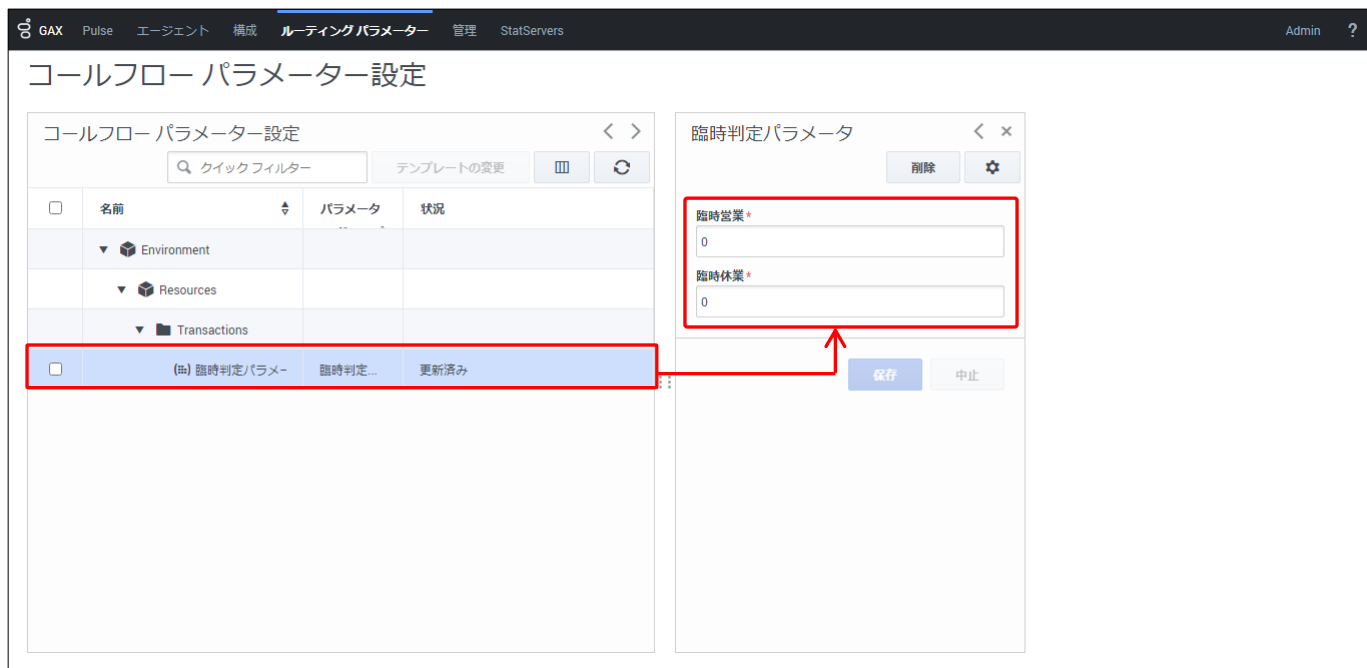 GAX Pulse エージェント 構成 ルーティング パラメーター 管理 StatServers Admin ?
コールフロー パラメーター設定
コールフロー パラメーター設定
クイック フィルター テンプレートの変更
名前 パラメータ 状況
Environment
Resources
Transactions
臨時判定パラメー 臨時判定... 更新済み
臨時判定パラメータ
削除
臨時営業*
0
臨時休業*
0
保存 中止